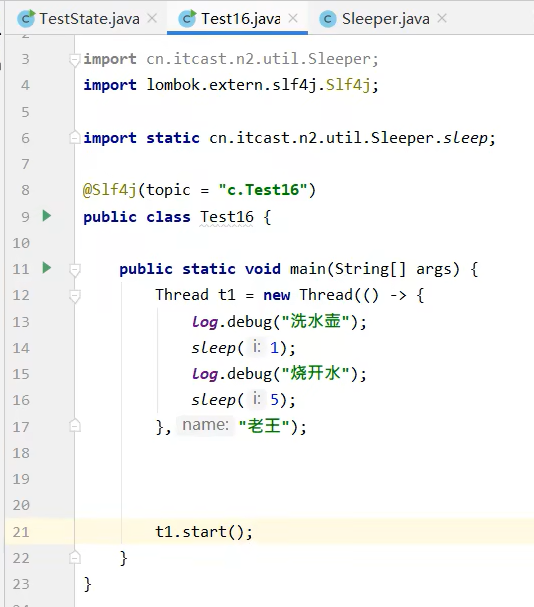 TestState.java Test16.java Sleeper.java
2
3 import cn.itcast.n2.util.Sleeper;
4 import lombok.extern.slf4j.Slf4j;
5
6 import static cn.itcast.n2.util.Sleeper.sleep;
7
8 @Slf4j(topic = "c.Test16")
9 public class Test16 {
10
11 public static void main(String[] args) {
12 Thread t1 = new Thread(() -> {
13 log.debug("洗水壶");
14 sleep( i: 1);
15 log.debug("烧开水");
16 sleep( i: 5);
17 }, name: "老王");
18
19
20
21 t1.start();
22 }
23 }
24